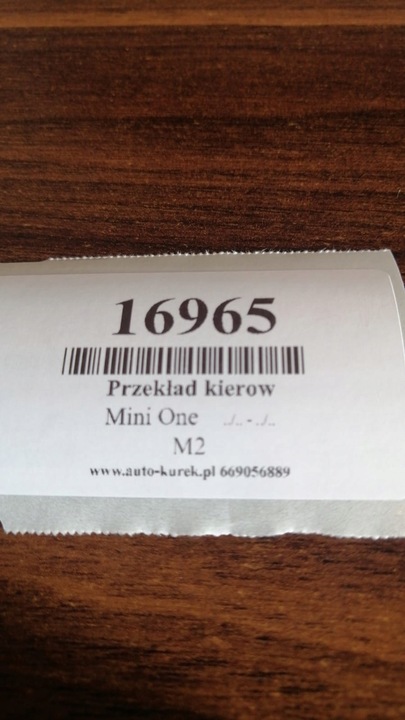 16965
Przekład kierow
Mini One ../.. - ../..
M2
www.auto-kurek.pl 669056889